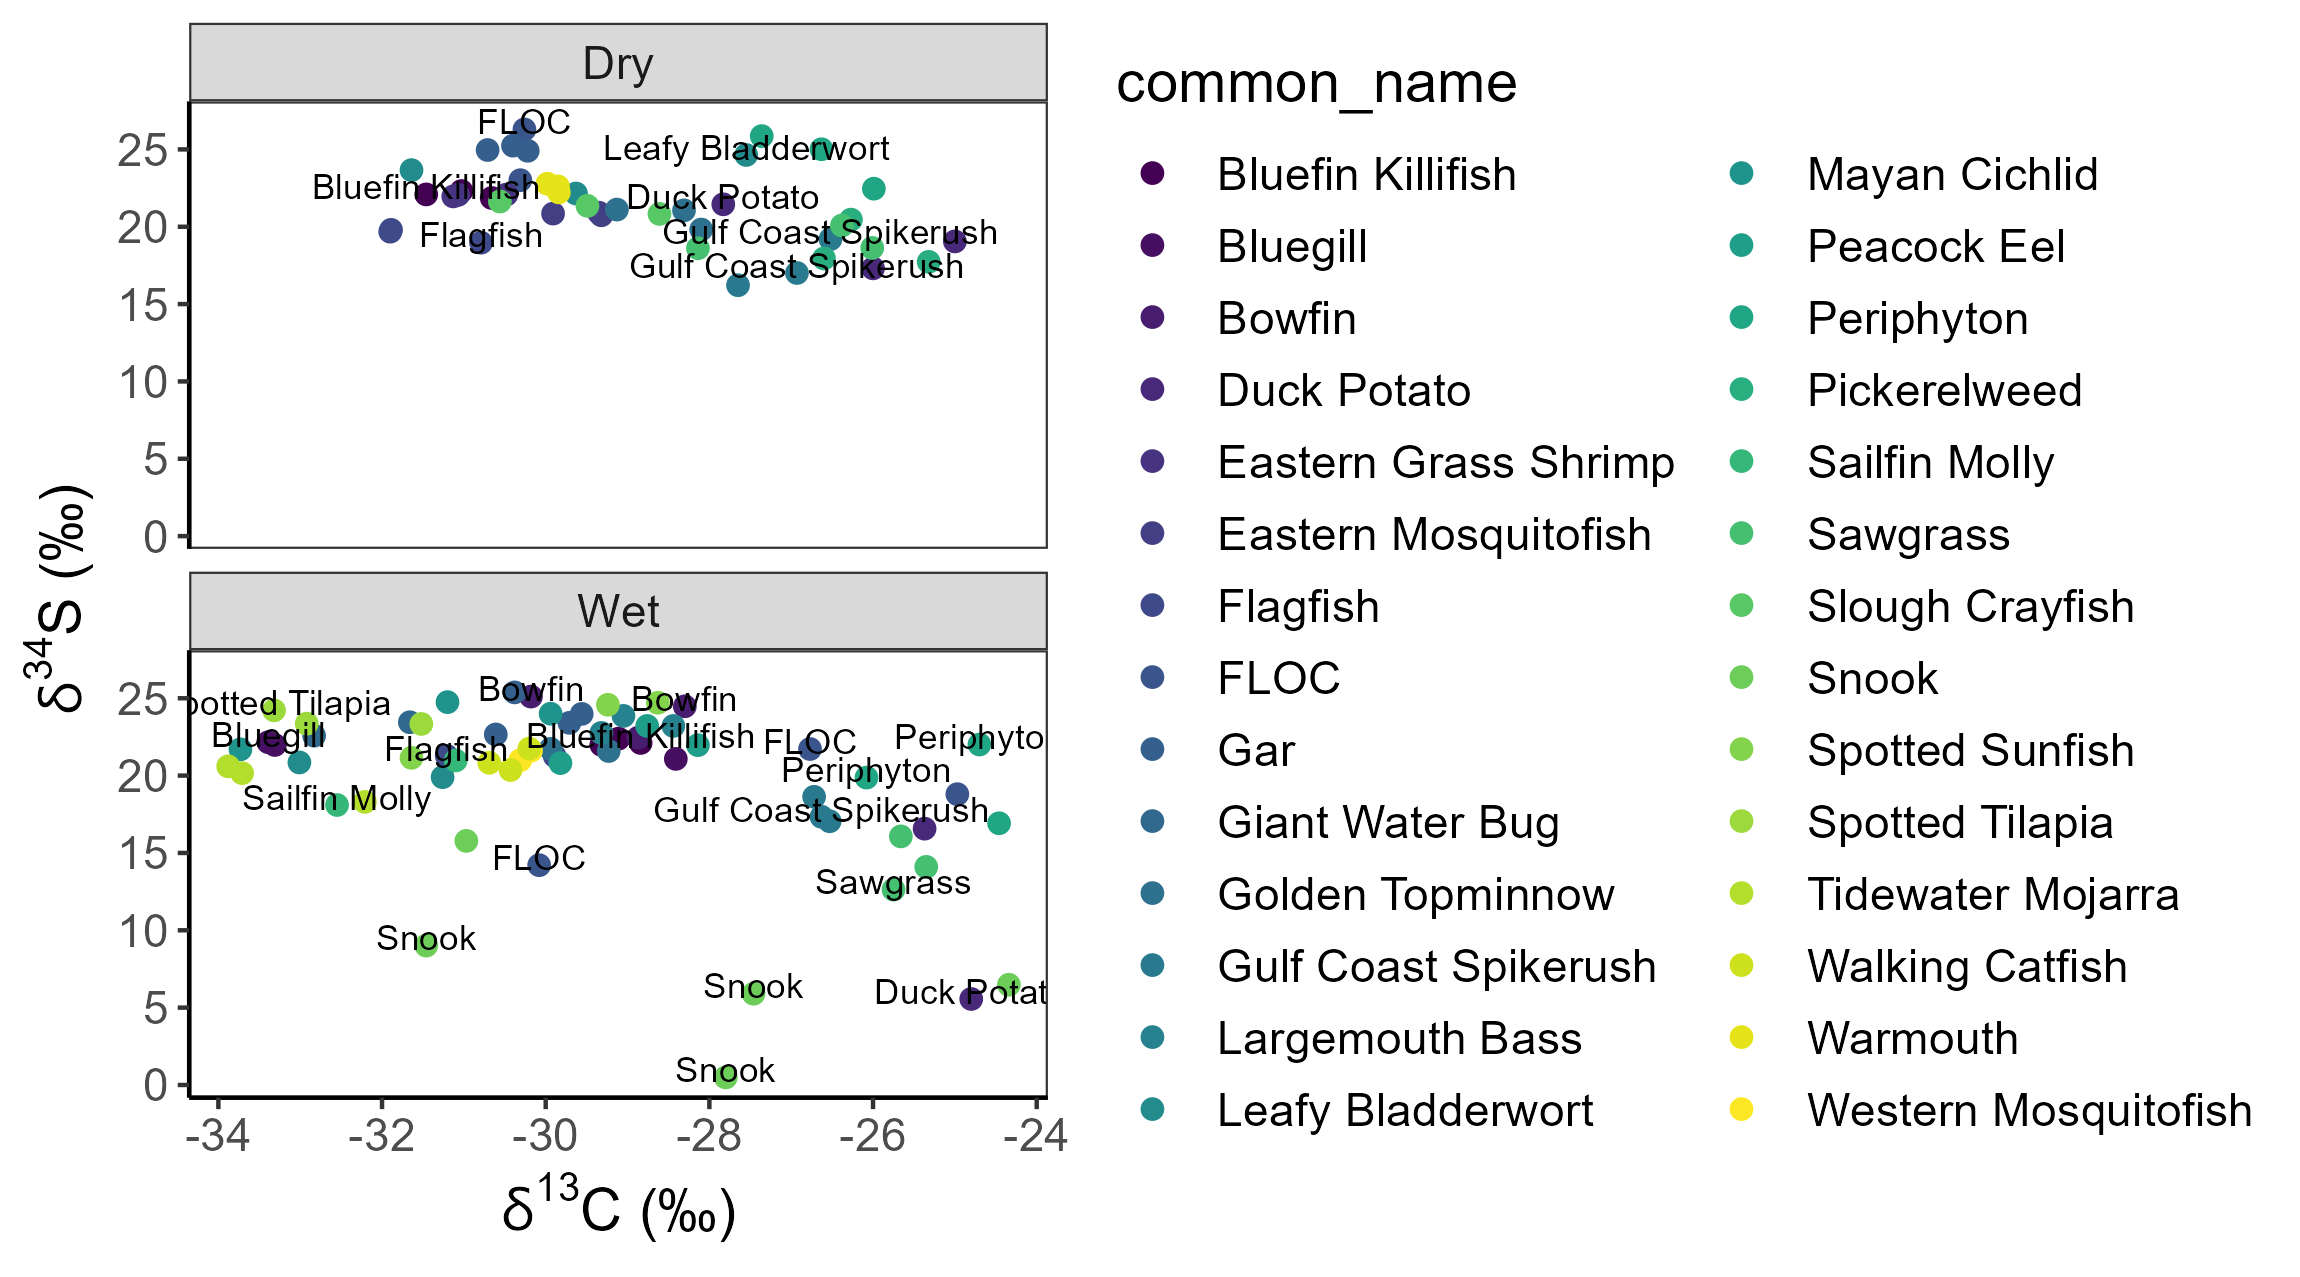 Dry
FLOC
Leafy Bladderwort
Bluefin Killifish
Duck Potato
Flagfish
Gulf Coast Spikerush
Gulf Coast Spikerush
25
20
15
10
5
0
Wet
Bowfin
Bowfin
potted Tilapia
Bluegill
Flagfish
Bluefin Killifish
FLOC
Periphyto
Periphyton
Sailfin Molly
Gulf Coast Spikerush
FLOC
Sawgrass
Snook
Snook
Duck Potat
Snook
25
20
15
10
5
0
-34 -32 -30 -28 -26 -24
δ13C (‰)
δ34S (‰)
common_name
Bluefin Killifish
Bluegill
Bowfin
Duck Potato
Eastern Grass Shrimp
Eastern Mosquitofish
Flagfish
FLOC
Gar
Giant Water Bug
Golden Topminnow
Gulf Coast Spikerush
Largemouth Bass
Leafy Bladderwort
Mayan Cichlid
Peacock Eel
Periphyton
Pickerelweed
Sailfin Molly
Sawgrass
Slough Crayfish
Snook
Spotted Sunfish
Spotted Tilapia
Tidewater Mojarra
Walking Catfish
Warmouth
Western Mosquitofish